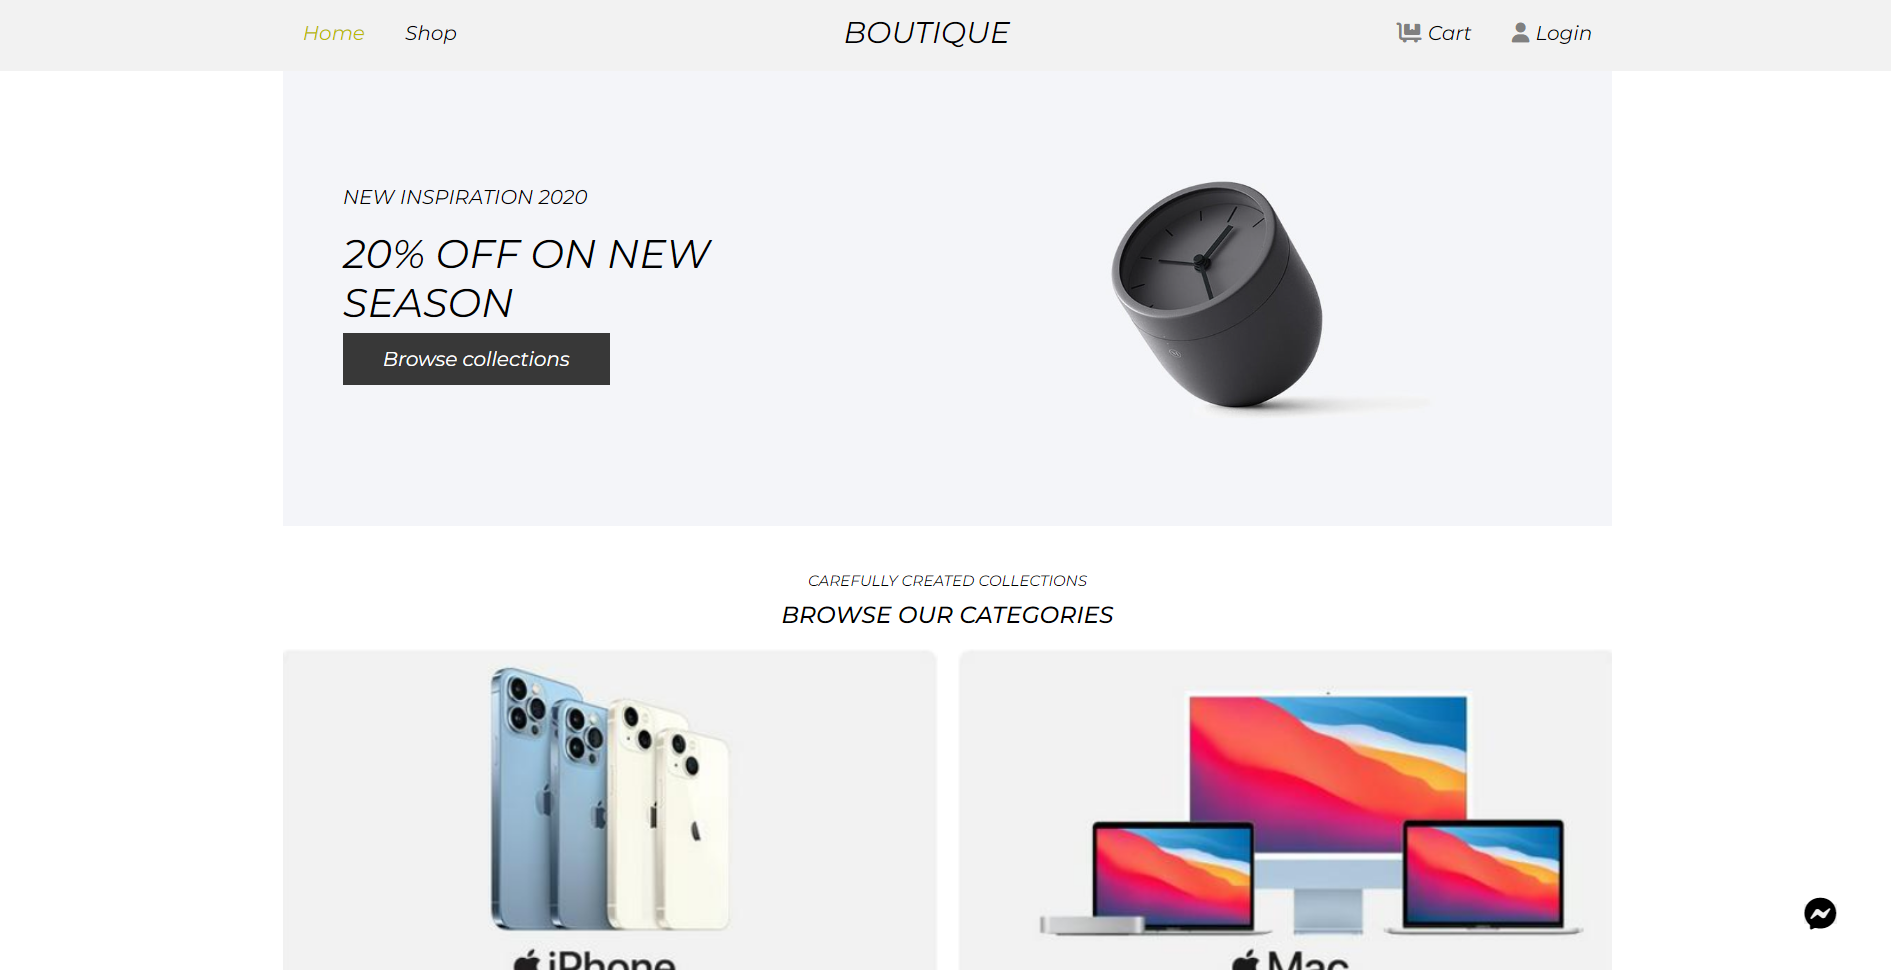 Home
Shop
BOUTIQUE
Cart
Login
NEW INSPIRATION 2020
20% OFF ON NEW
SEASON
Browse collections
CAREFULLY CREATED COLLECTIONS
BROWSE OUR CATEGORIES
iPhone
Mac